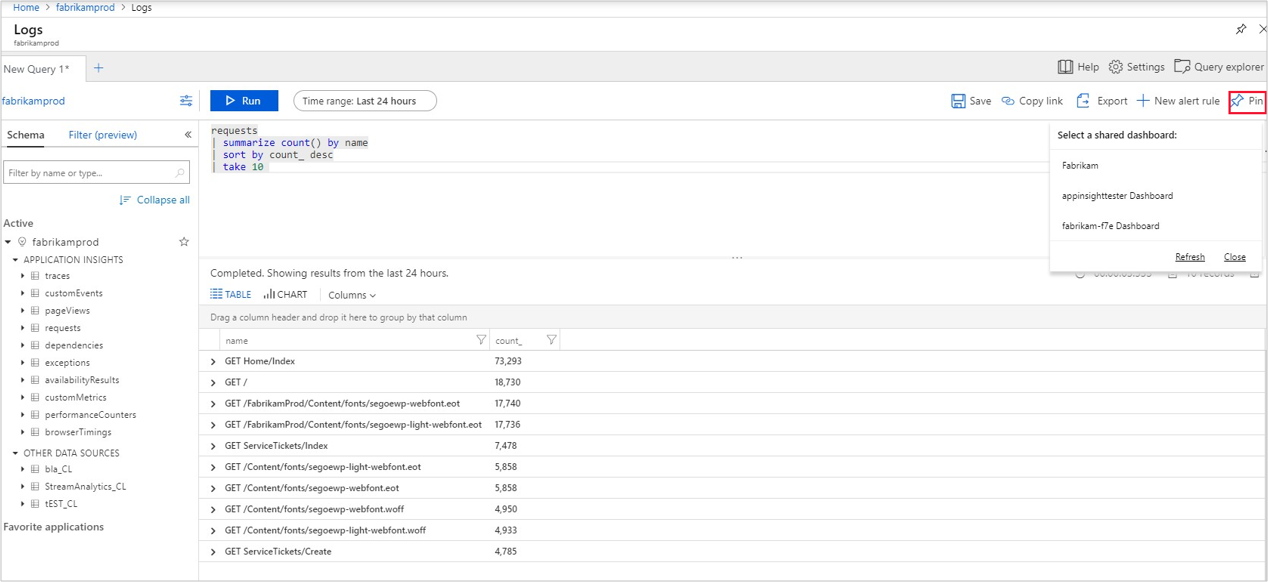 Home > fabrikamprod > Logs
Logs
fabrikamprod
New Query 1* +
Help Settings Query explorer
fabrikamprod
Run
Time range: Last 24 hours
Save Copy link Export New alert rule Pin
Schema Filter (preview) «
Filter by name or type...
Collapse all
Active
fabrikamprod
APPLICATION INSIGHTS
traces
customEvents
pageViews
requests
dependencies
exceptions
availabilityResults
customMetrics
performanceCounters
browserTimings
OTHER DATA SOURCES
bla_CL
StreamAnalytics_CL
tEST_CL
Favorite applications
requests
| summarize count() by name
| sort by count_ desc
| take 10
Select a shared dashboard:
Fabrikam
appinsighttester Dashboard
fabrikam-f7e Dashboard
Refresh Close
Completed. Showing results from the last 24 hours.
TABLE CHART Columns
Drag a column header and drop it here to group by that column
name count_
GET Home/Index 73,293
GET / 18,730
GET /FabrikamProd/Content/fonts/segoewp-webfont.eot 17,740
GET /FabrikamProd/Content/fonts/segoewp-light-webfont.eot 17,736
GET ServiceTickets/Index 7,478
GET /Content/fonts/segoewp-light-webfont.eot 5,858
GET /Content/fonts/segoewp-webfont.eot 5,858
GET /Content/fonts/segoewp-webfont.woff 4,950
GET /Content/fonts/segoewp-light-webfont.woff 4,933
GET ServiceTickets/Create 4,785